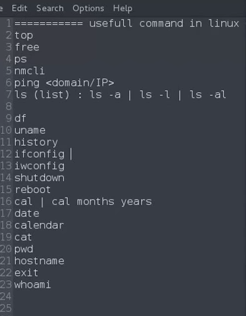 e Edit Search Options Help
1 =========== usefull command in linux
2 top
3 free
4 ps
5 nmcli
6 ping <domain/IP>
7 ls (list) : ls -a | ls -l | ls -al
8
9 df
10 uname
11 history
12 ifconfig
13 iwconfig
14 shutdown
15 reboot
16 cal | cal months years
17 date
18 calendar
19 cat
20 pwd
21 hostname
22 exit
23 whoami
24
25